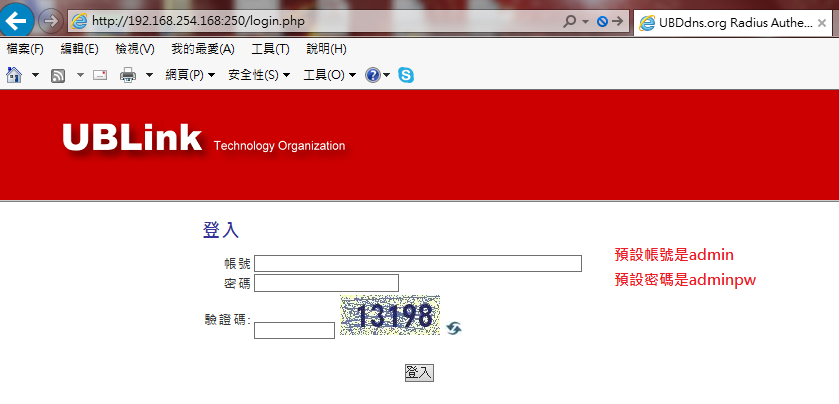 http://192.168.254.168:250/login.php
UBDdns.org Radius Authe...
檔案(F) 編輯(E) 檢視(V) 我的最愛(A) 工具(T) 說明(H)
網頁(P) 安全性(S) 工具(O)
UBLink Technology Organization
登入
帳號
預設帳號是admin
密碼
預設密碼是adminpw
驗證碼: 13198
登入